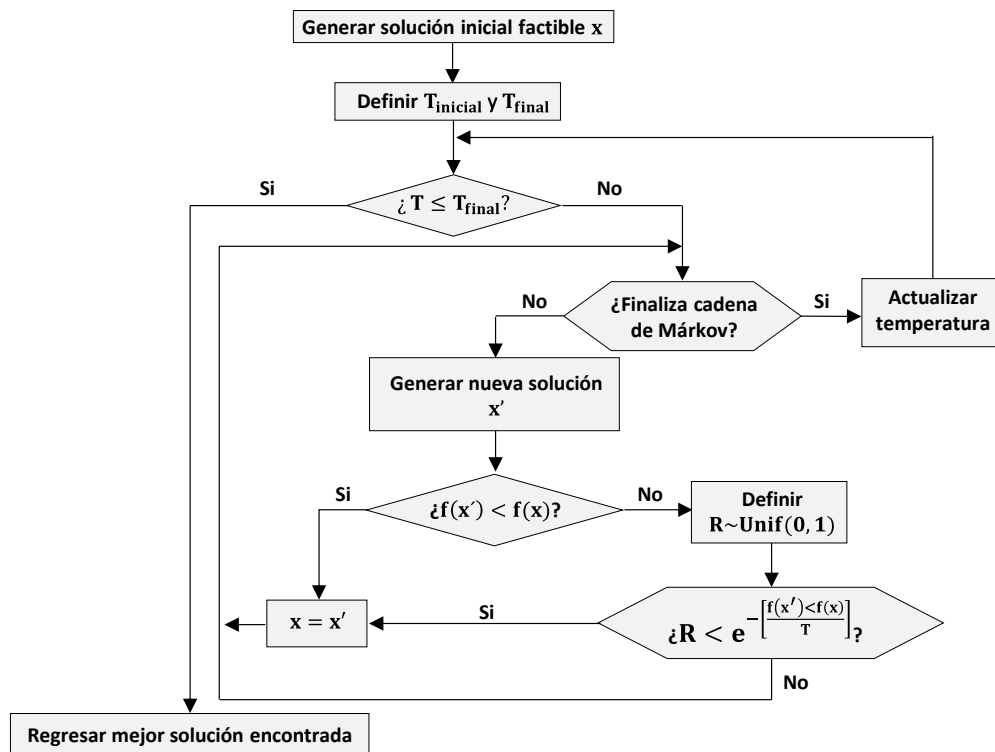 Generar solución inicial factible x
Definir T_inicial y T_final
Si
No
¿ T ≤ T_final?
No
¿Finaliza cadena
de Márkov?
Si
Actualizar
temperatura
Generar nueva solución
x'
Si
¿f(x´) < f(x)?
No
Definir
R~Unif(0, 1)
x = x'
Si
¿R < e^-[f(x')<f(x)/T]?
No
Regresar mejor solución encontrada